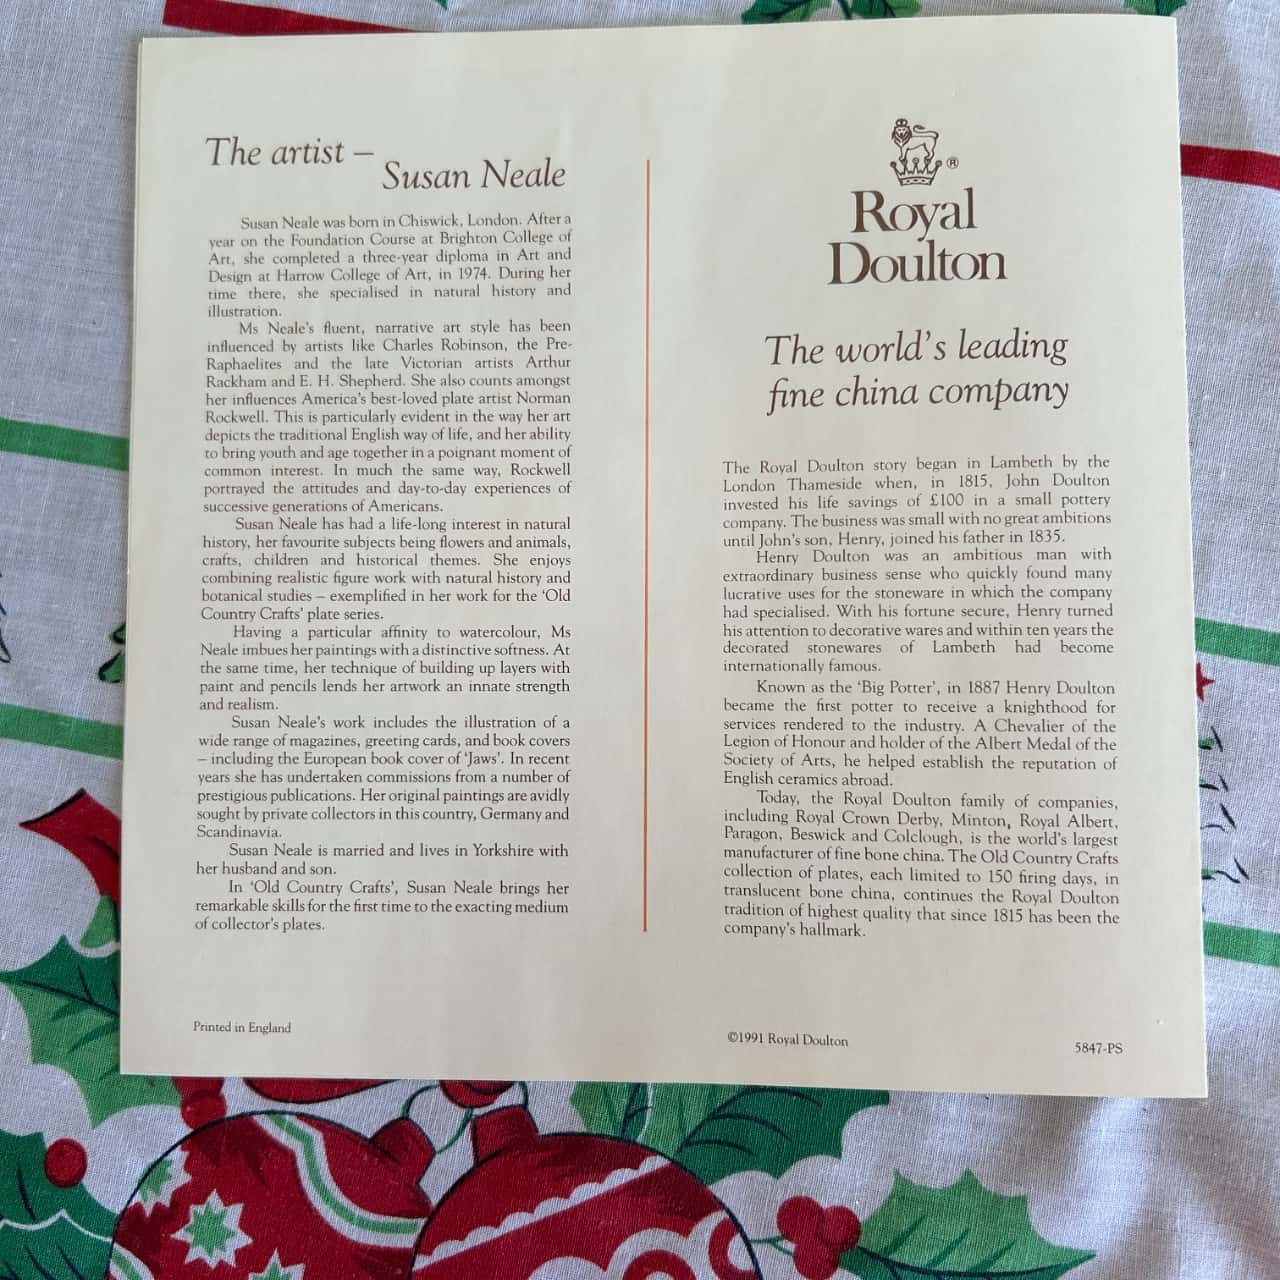 The artist –
Susan Neale
Susan Neale was born in Chiswick, London. After a
year on the Foundation Course at Brighton College of
Art, she completed a three-year diploma in Art and
Design at Harrow College of Art, in 1974. During her
time there, she specialised in natural history and
illustration.
Ms Neale's fluent, narrative art style has been
influenced by artists like Charles Robinson, the Pre-
Raphaelites and the late Victorian artists Arthur
Rackham and E. H. Shepherd. She also counts amongst
her influences America's best-loved plate artist Norman
Rockwell. This is particularly evident in the way her art
depicts the traditional English way of life, and her ability
to bring youth and age together in a poignant moment of
common interest. In much the same way, Rockwell
portrayed the attitudes and day-to-day experiences of
successive generations of Americans.
Susan Neale has had a life-long interest in natural
history, her favourite subjects being flowers and animals,
crafts, children and historical themes. She enjoys
combining realistic figure work with natural history and
botanical studies – exemplified in her work for the 'Old
Country Crafts' plate series.
Having a particular affinity to watercolour, Ms
Neale imbues her paintings with a distinctive softness. At
the same time, her technique of building up layers with
paint and pencils lends her artwork an innate strength
and realism.
Susan Neale's work includes the illustration of a
wide range of magazines, greeting cards, and book covers
– including the European book cover of 'Jaws'. In recent
years she has undertaken commissions from a number of
prestigious publications. Her original paintings are avidly
sought by private collectors in this country, Germany and
Scandinavia.
Susan Neale is married and lives in Yorkshire with
her husband and son.
In 'Old Country Crafts', Susan Neale brings her
remarkable skills for the first time to the exacting medium
of collector's plates.
Printed in England
®
Royal
Doulton
The world's leading
fine china company
The Royal Doulton story began in Lambeth by the
London Thameside when, in 1815, John Doulton
invested his life savings of £100 in a small pottery
company. The business was small with no great ambitions
until John's son, Henry, joined his father in 1835.
Henry Doulton was an ambitious man with
extraordinary business sense who quickly found many
lucrative uses for the stoneware in which the company
had specialised. With his fortune secure, Henry turned
his attention to decorative wares and within ten years the
decorated stonewares of Lambeth had become
internationally famous.
Known as the 'Big Potter', in 1887 Henry Doulton
became the first potter to receive a knighthood for
services rendered to the industry. A Chevalier of the
Legion of Honour and holder of the Albert Medal of the
Society of Arts, he helped establish the reputation of
English ceramics abroad.
Today, the Royal Doulton family of companies,
including Royal Crown Derby, Minton, Royal Albert,
Paragon, Beswick and Colclough, is the world's largest
manufacturer of fine bone china. The Old Country Crafts
collection of plates, each limited to 150 firing days, in
translucent bone china, continues the Royal Doulton
tradition of highest quality that since 1815 has been the
company's hallmark.
©1991 Royal Doulton
5847-PS